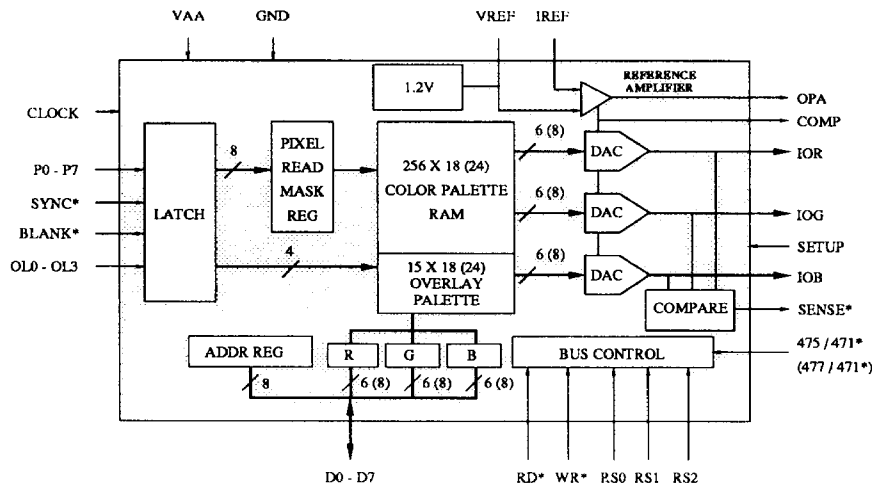 VAA GND VREF IREF
1.2V
REFERENCE
AMPLIFIER
OPA
COMP
CLOCK
P0 - P7
SYNC*
BLANK*
OL0 - OL3
LATCH
8
4
PIXEL
READ
MASK
REG
256 X 18 (24)
COLOR PALETTE
RAM
15 X 18 (24)
OVERLAY
PALETTE
6 (8)
6 (8)
6 (8)
DAC
DAC
DAC
IOR
IOG
SETUP
IOB
COMPARE
SENSE*
ADDR REG
R G B
8 6 (8) 6 (8) 6 (8)
BUS CONTROL
475 / 471*
(477 / 471*)
D0 - D7
RD* WR* RS0 RS1 RS2